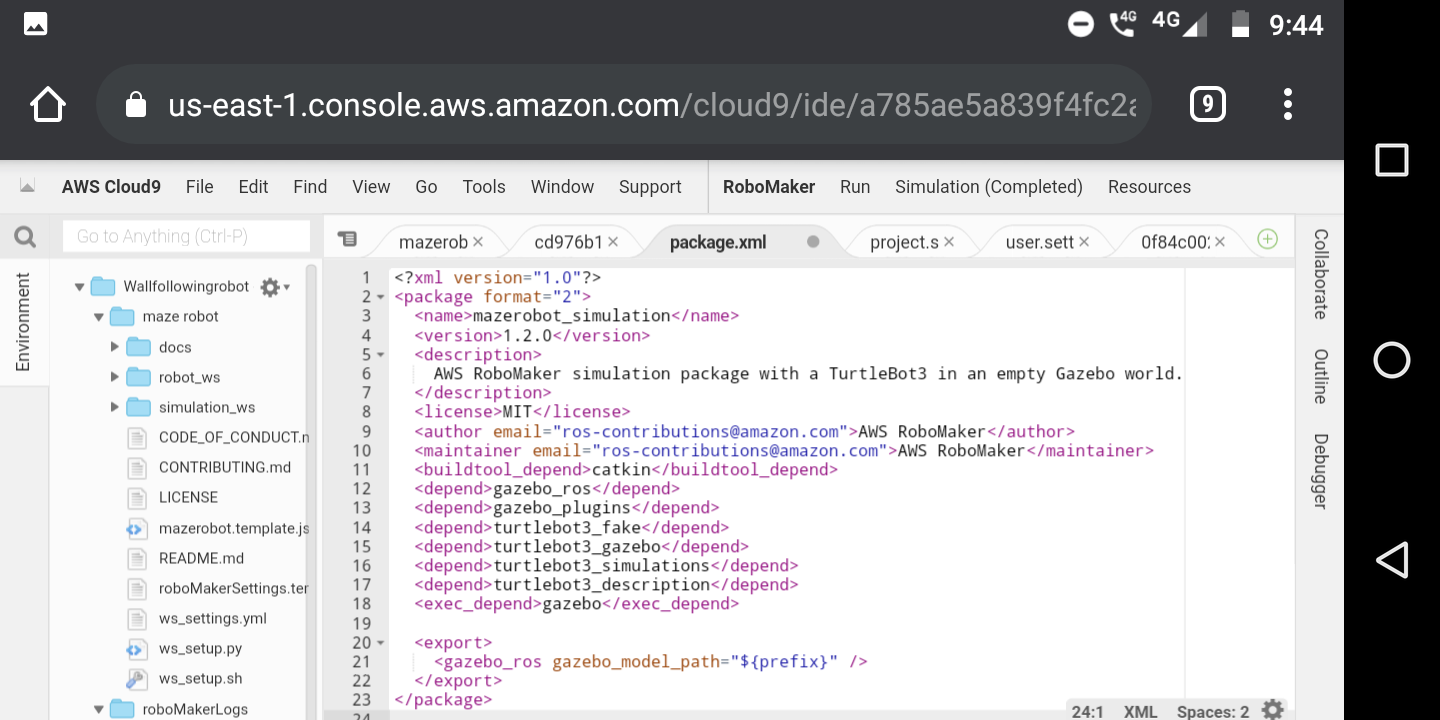 4G 4G 9:44
us-east-1.console.aws.amazon.com/cloud9/ide/a785ae5a839f4fc2a 9
AWS Cloud9 File Edit Find View Go Tools Window Support RoboMaker Run Simulation (Completed) Resources
Go to Anything (Ctrl-P)
mazerob cd976b1 package.xml project.s user.sett 0f84c00
Environment
Wallfollowingrobot
maze robot
docs
robot_ws
simulation_ws
CODE_OF_CONDUCT.n
CONTRIBUTING.md
LICENSE
mazerobot.template.js
README.md
roboMakerSettings.ter
ws_settings.yml
ws_setup.py
ws_setup.sh
roboMakerLogs
1 <?xml version="1.0"?>
2 <package format="2">
3 <name>mazerobot_simulation</name>
4 <version>1.2.0</version>
5 <description>
6 AWS RoboMaker simulation package with a TurtleBot3 in an empty Gazebo world.
7 </description>
8 <license>MIT</license>
9 <author email="ros-contributions@amazon.com">AWS RoboMaker</author>
10 <maintainer email="ros-contributions@amazon.com">AWS RoboMaker</maintainer>
11 <buildtool_depend>catkin</buildtool_depend>
12 <depend>gazebo_ros</depend>
13 <depend>gazebo_plugins</depend>
14 <depend>turtlebot3_fake</depend>
15 <depend>turtlebot3_gazebo</depend>
16 <depend>turtlebot3_simulations</depend>
17 <depend>turtlebot3_description</depend>
18 <exec_depend>gazebo</exec_depend>
19
20 <export>
21 <gazebo_ros gazebo_model_path="${prefix}" />
22 </export>
23 </package>
24
24:1 XML Spaces: 2
Collaborate
Outline
Debugger